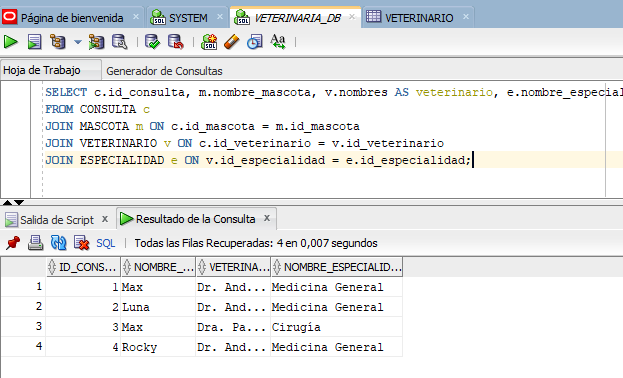 Página de bienvenida SYSTEM VETERINARIA_DB VETERINARIO
Hoja de Trabajo Generador de Consultas
SELECT c.id_consulta, m.nombre_mascota, v.nombres AS veterinario, e.nombre_especial
FROM CONSULTA c
JOIN MASCOTA m ON c.id_mascota = m.id_mascota
JOIN VETERINARIO v ON c.id_veterinario = v.id_veterinario
JOIN ESPECIALIDAD e ON v.id_especialidad = e.id_especialidad;
Salida de Script Resultado de la Consulta
SQL Todas las Filas Recuperadas: 4 en 0,007 segundos
ID_CONS... NOMBRE_... VETERINA... NOMBRE_ESPECIALID...
1 1 Max Dr. And... Medicina General
2 2 Luna Dr. And... Medicina General
3 3 Max Dra. Pa... Cirugía
4 4 Rocky Dr. And... Medicina General